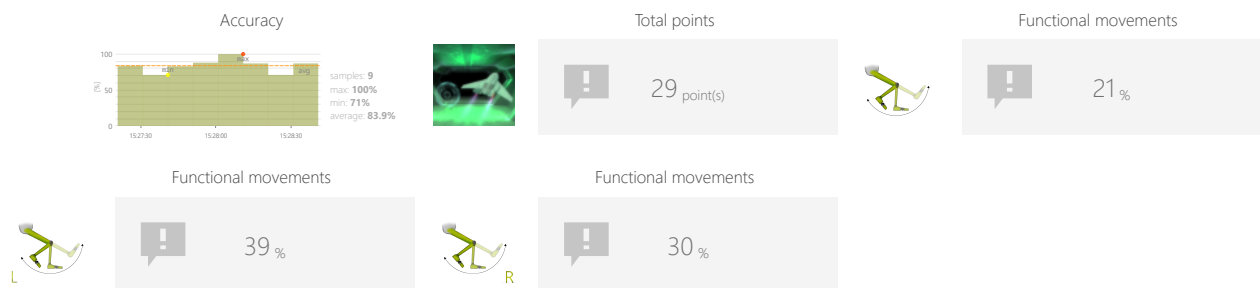 Accuracy
Total points
Functional movements
100
50
0
[%]
min
max
avg
15:27:30
15:28:00
15:28:30
samples: 9
max: 100%
min: 71%
average: 83.9%
29 point(s)
21 %
Functional movements
Functional movements
L
39 %
R
30 %